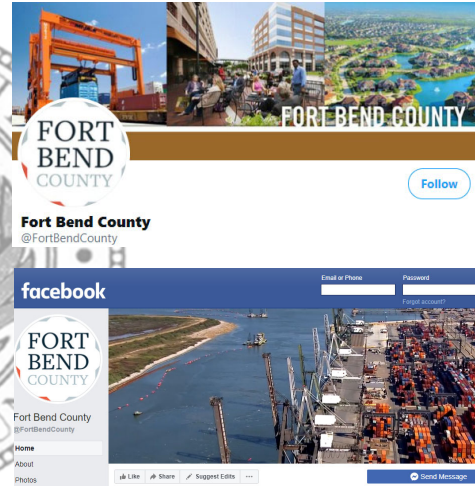 FORT BEND COUNTY
FORT
BEND
COUNTY
Follow
Fort Bend County
@FortBendCounty
facebook
Email or Phone
Password
Forgot account?
FORT
BEND
COUNTY
Fort Bend County
@FortBendCounty
Home
About
Photos
Like Share Suggest Edits ...
Send Message